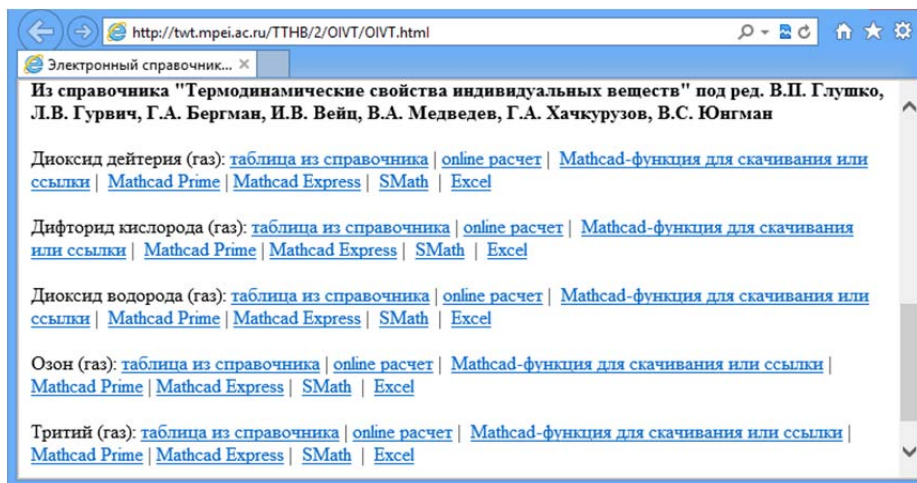 http://twt.mpei.ac.ru/TTHB/2/OIVT/OIVT.html
Электронный справочник...
Из справочника "Термодинамические свойства индивидуальных веществ" под ред. В.П. Глушко,
Л.В. Гурвич, Г.А. Бергман, И.В. Вейц, В.А. Медведев, Г.А. Хачкурузов, В.С. Юнгман
Диоксид дейтерия (газ): таблица из справочника | online расчет | Mathcad-функция для скачивания или
ссылки | Mathcad Prime | Mathcad Express | SMath | Excel
Дифторид кислорода (газ): таблица из справочника | online расчет | Mathcad-функция для скачивания
или ссылки | Mathcad Prime | Mathcad Express | SMath | Excel
Диоксид водорода (газ): таблица из справочника | online расчет | Mathcad-функция для скачивания или
ссылки | Mathcad Prime | Mathcad Express | SMath | Excel
Озон (газ): таблица из справочника | online расчет | Mathcad-функция для скачивания или ссылки |
Mathcad Prime | Mathcad Express | SMath | Excel
Тритий (газ): таблица из справочника | online расчет | Mathcad-функция для скачивания или ссылки |
Mathcad Prime | Mathcad Express | SMath | Excel